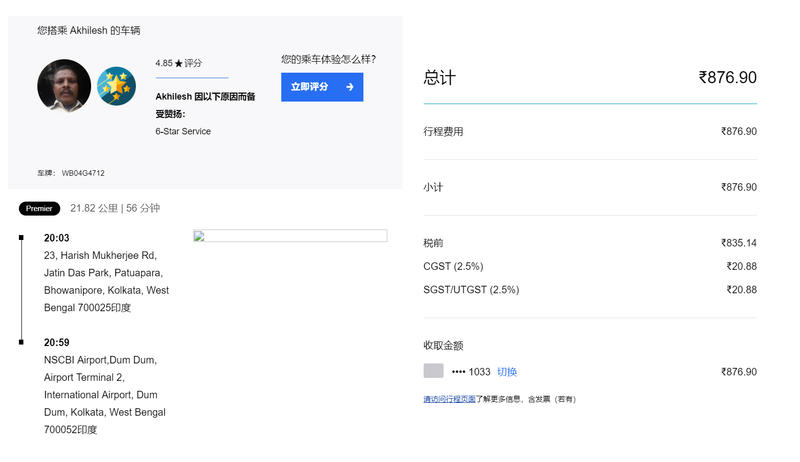 您搭乘 Akhilesh 的车辆
4.85 ★ 评分
Akhilesh 因以下原因而备
受赞扬：
6-Star Service
您的乘车体验怎么样?
立即评分 →
车牌： WB04G4712
Premier 21.82 公里 | 56 分钟
20:03
23, Harish Mukherjee Rd,
Jatin Das Park, Patuapara,
Bhowanipore, Kolkata, West
Bengal 700025印度
20:59
NSCBI Airport,Dum Dum,
Airport Terminal 2,
International Airport, Dum
Dum, Kolkata, West Bengal
700052印度
总计 ₹876.90
行程费用 ₹876.90
小计 ₹876.90
税前 ₹835.14
CGST (2.5%) ₹20.88
SGST/UTGST (2.5%) ₹20.88
收取金额
•••• 1033 切换 ₹876.90
请访问行程页面了解更多信息，含发票（若有）